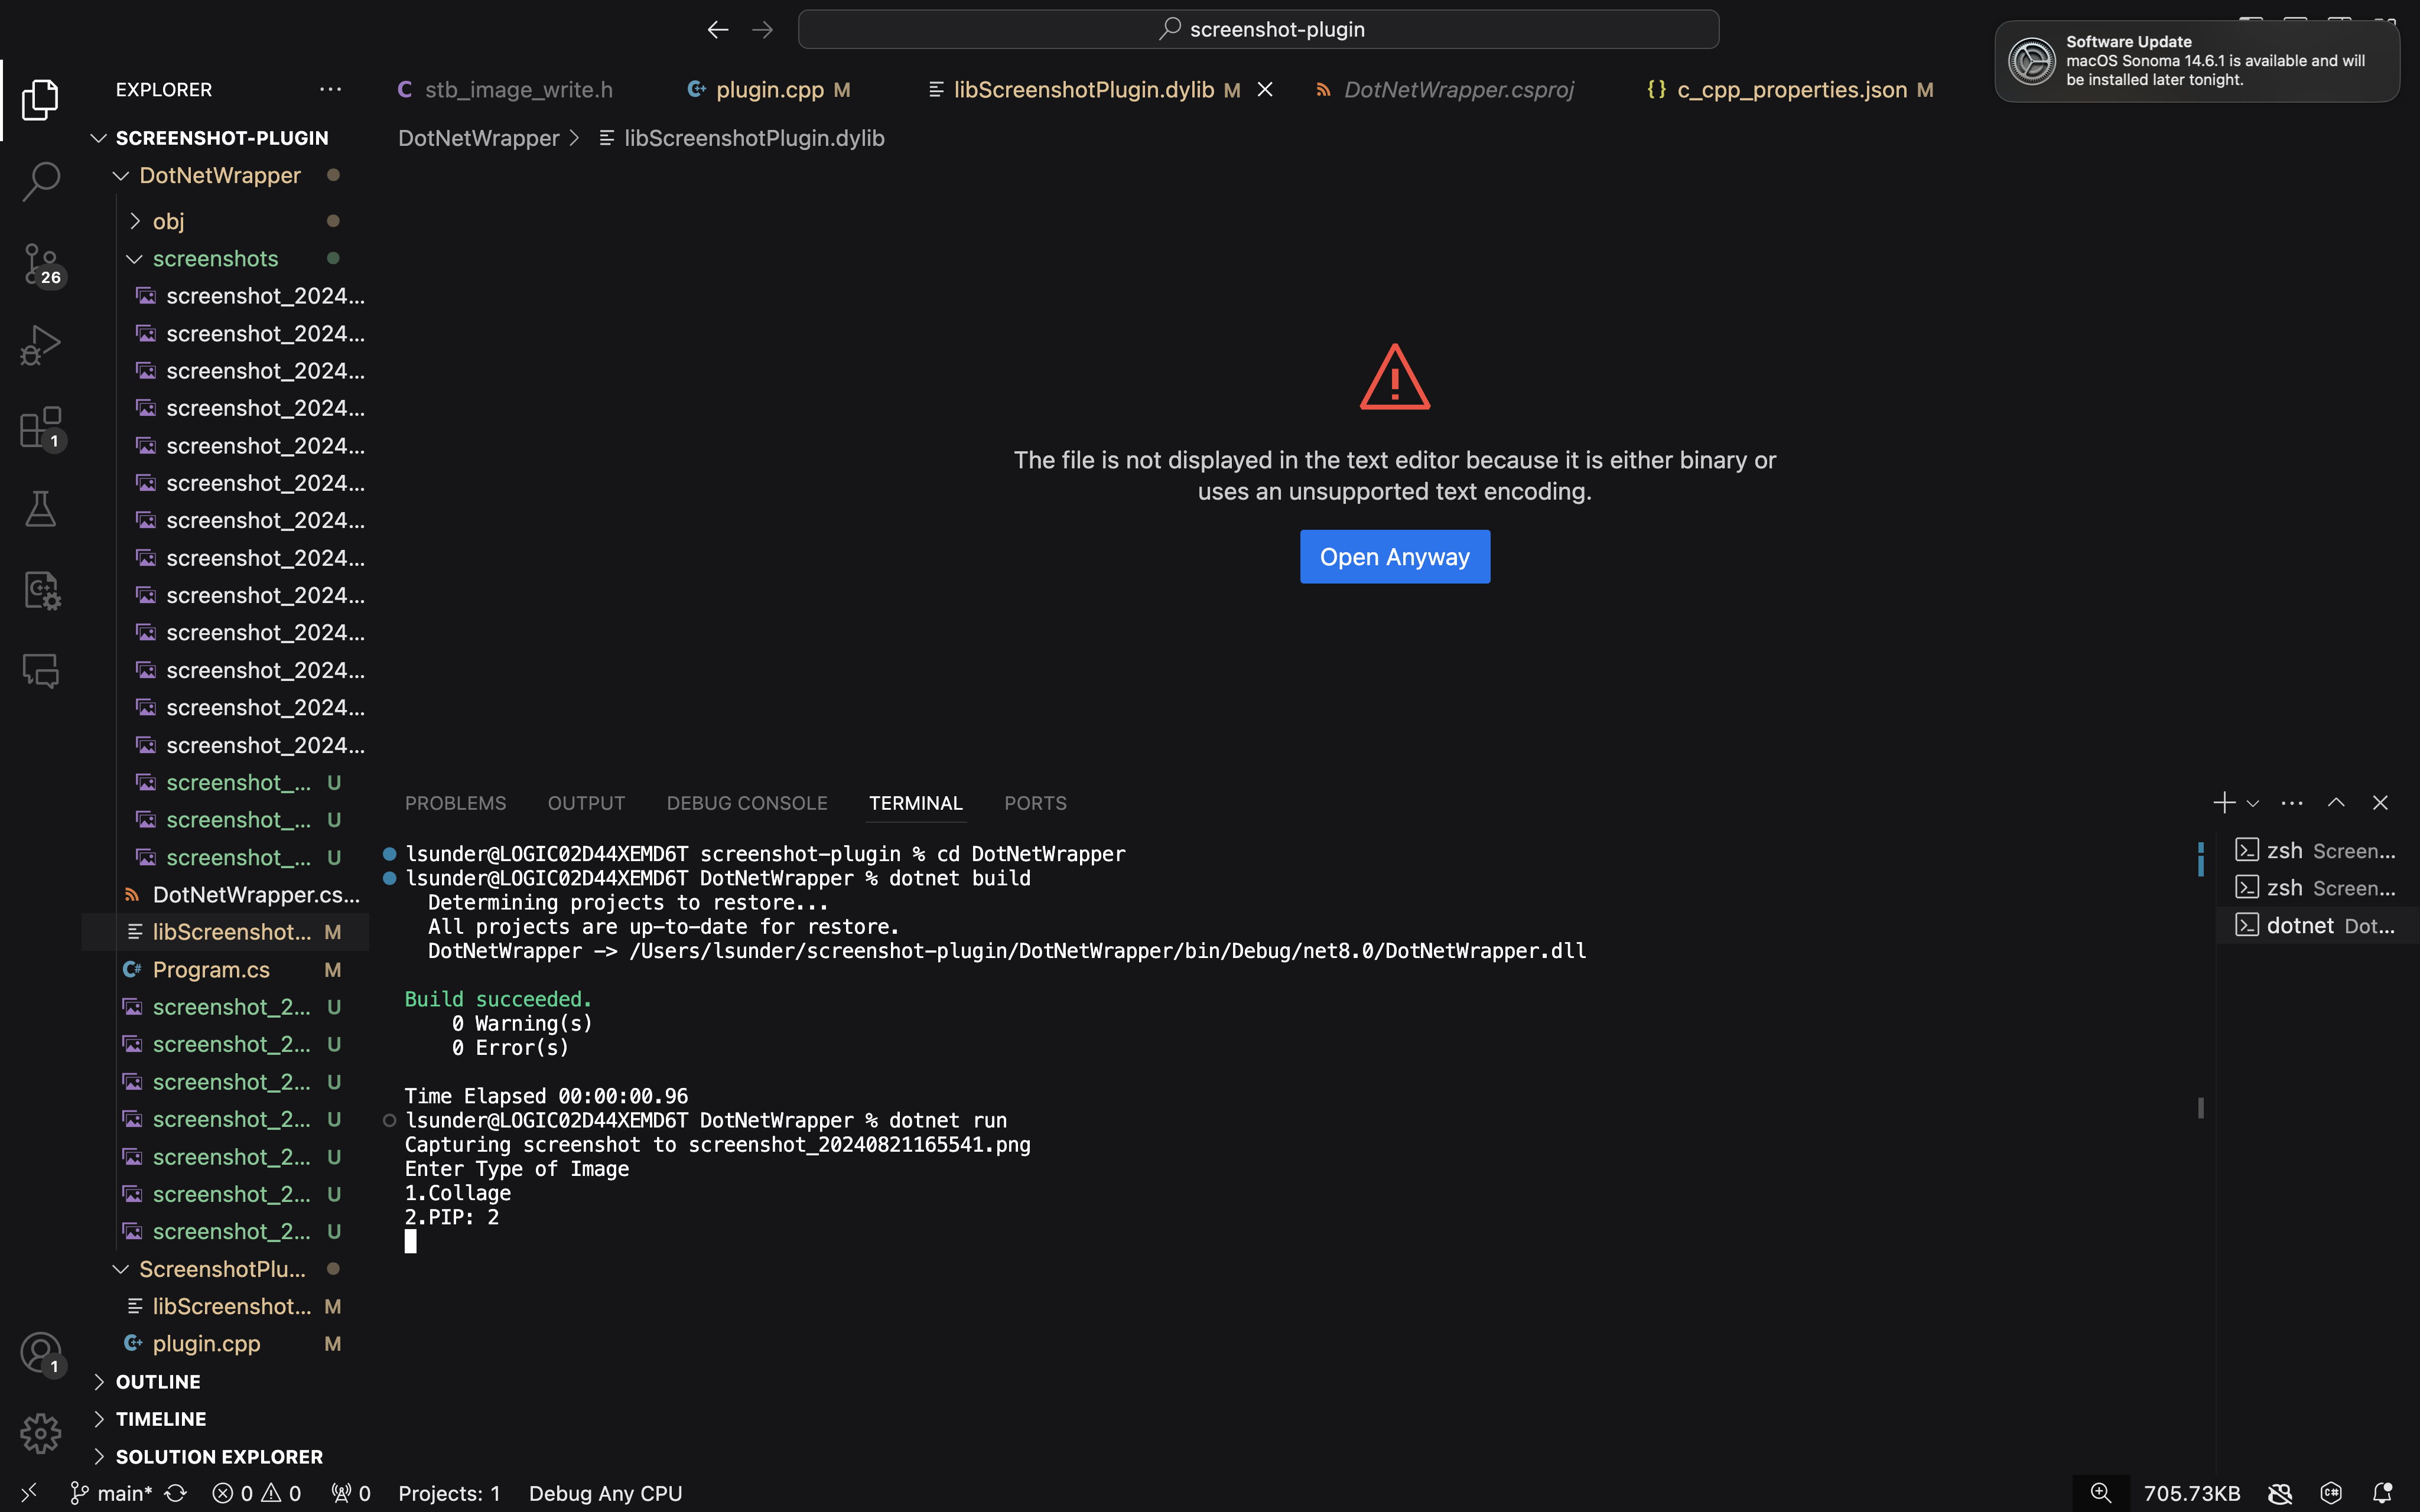 screenshot-plugin
Software Update
macOS Sonoma 14.6.1 is available and will
be installed later tonight.
EXPLORER
stb_image_write.h
plugin.cpp M
libScreenshotPlugin.dylib M
DotNetWrapper.csproj
{} c_cpp_properties.json M
DotNetWrapper > libScreenshotPlugin.dylib
SCREENSHOT-PLUGIN
DotNetWrapper
obj
screenshots
screenshot_2024...
screenshot_2024...
screenshot_2024...
screenshot_2024...
screenshot_2024...
screenshot_2024...
screenshot_2024...
screenshot_2024...
screenshot_2024...
screenshot_2024...
screenshot_2024...
screenshot_2024...
screenshot_2024...
screenshot_... U
screenshot_... U
screenshot_... U
DotNetWrapper.cs...
libScreenshot... M
Program.cs M
screenshot_2... U
screenshot_2... U
screenshot_2... U
screenshot_2... U
screenshot_2... U
screenshot_2... U
screenshot_2... U
ScreenshotPlu...
libScreenshot... M
plugin.cpp M
OUTLINE
TIMELINE
SOLUTION EXPLORER
26
1
1
The file is not displayed in the text editor because it is either binary or
uses an unsupported text encoding.
Open Anyway
PROBLEMS OUTPUT DEBUG CONSOLE TERMINAL PORTS
lsunder@LOGIC02D44XEMD6T screenshot-plugin % cd DotNetWrapper
lsunder@LOGIC02D44XEMD6T DotNetWrapper % dotnet build
Determining projects to restore...
All projects are up-to-date for restore.
DotNetWrapper -> /Users/lsunder/screenshot-plugin/DotNetWrapper/bin/Debug/net8.0/DotNetWrapper.dll
Build succeeded.
0 Warning(s)
0 Error(s)
Time Elapsed 00:00:00.96
lsunder@LOGIC02D44XEMD6T DotNetWrapper % dotnet run
Capturing screenshot to screenshot_20240821165541.png
Enter Type of Image
1.Collage
2.PIP: 2
zsh Screen...
zsh Screen...
dotnet Dot...
main* 0 0 0 Projects: 1 Debug Any CPU 705.73KB